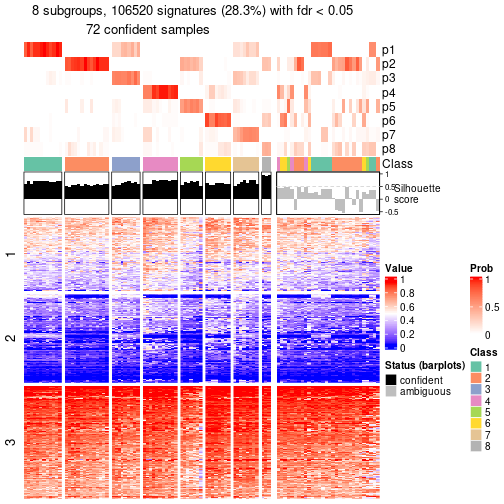 8 subgroups, 106520 signatures (28.3%) with fdr < 0.05
72 confident samples
p1
p2
p3
p4
p5
p6
p7
p8
Class
1
0.5
0
-0.5
Silhouette
score
1
2
3
Value
1
0.8
0.6
0.4
0.2
0
Prob
1
0.5
0
Status (barplots)
confident
ambiguous
Class
1
2
3
4
5
6
7
8